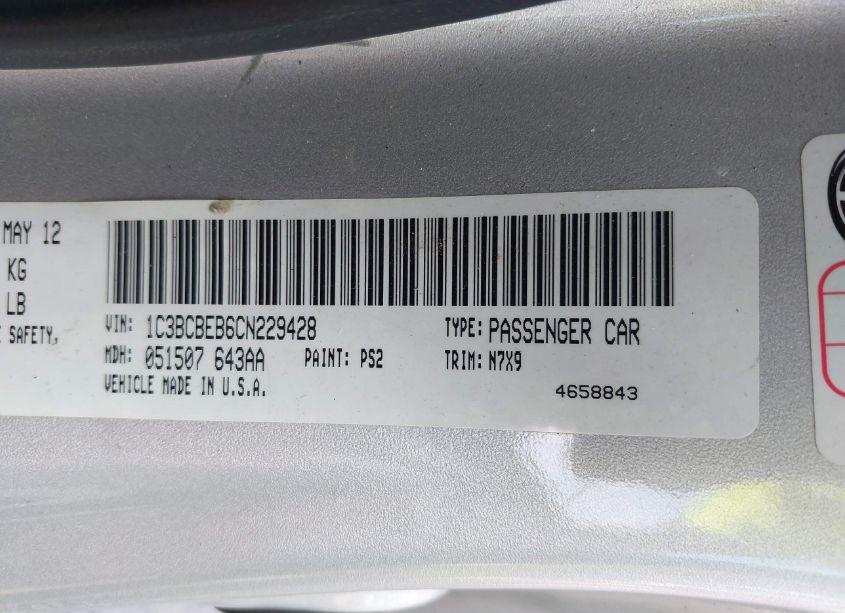 MAY 12
KG
LB
SAFETY,
VIN: 1C3BCBEB6CN229428 TYPE: PASSENGER CAR
MDH: 051507 643AA PAINT: PS2 TRIM: N7X9
VEHICLE MADE IN U.S.A. 4658843